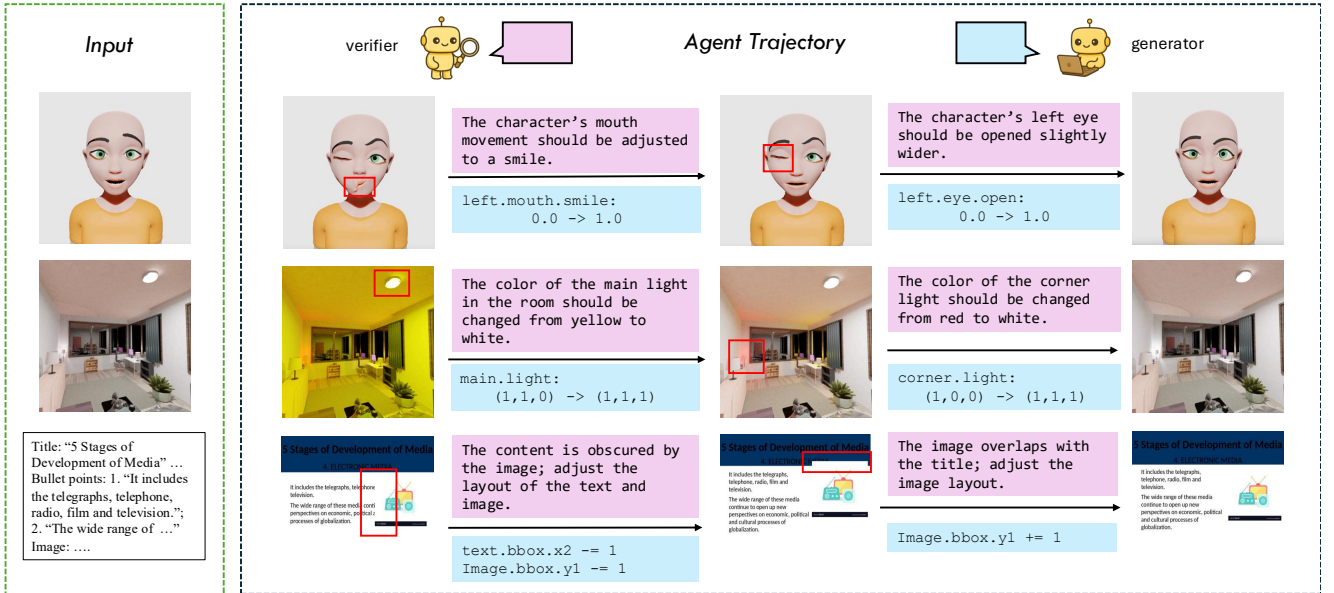 Input
verifier
Agent Trajectory
generator
The character's mouth
movement should be adjusted
to a smile.
left.mouth.smile:
0.0 -> 1.0
The character's left eye
should be opened slightly
wider.
left.eye.open:
0.0 -> 1.0
The color of the main light
in the room should be
changed from yellow to
white.
main.light:
(1,1,0) -> (1,1,1)
The color of the corner
light should be changed
from red to white.
corner.light:
(1,0,0) -> (1,1,1)
Title: “5 Stages of
Development of Media” …
Bullet points: 1. “It includes
the telegraphs, telephone,
radio, film and television.”;
2. “The wide range of …”
Image: ….
5 Stages of Development of Media
4. ELECTRONIC MEDIA
It includes the telegraphs, telephone
television.
The wide range of these media conti
perspectives on economic, political a
processes of globalization.
The content is obscured by
the image; adjust the
layout of the text and
image.
text.bbox.x2 -= 1
Image.bbox.y1 -= 1
5 Stages of Development of Media
4. ELECTRONIC
It includes the telegraphs,
telephone, radio, film and
television.
The wide range of these media
continue to open up new
perspectives on economic, political
and cultural processes of
globalization.
The image overlaps with
the title; adjust the
image layout.
Image.bbox.y1 += 1
5 Stages of Development of Media
4. ELECTRONIC MEDIA
It includes the telegraphs,
telephone, radio, film and
television.
The wide range of these media
continue to open up new
perspectives on economic, political
and cultural processes of
globalization.